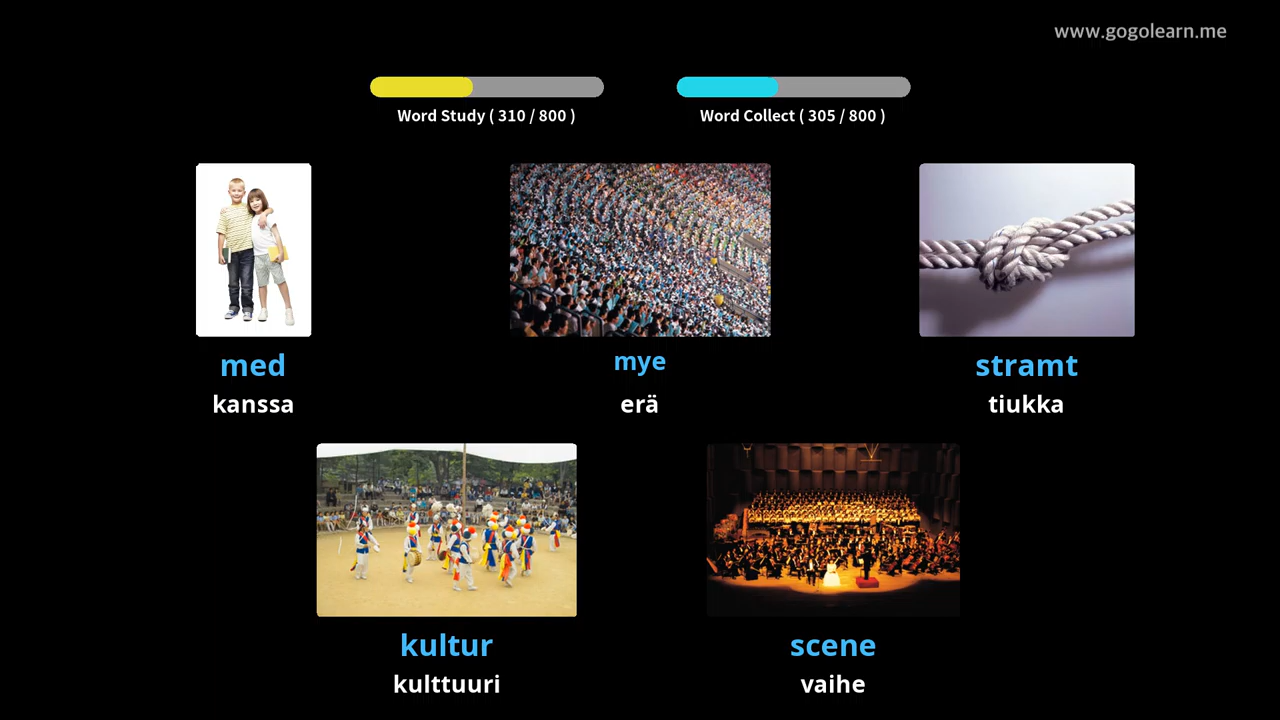 www.gogolearn.me
Word Study ( 310 / 800 )
Word Collect ( 305 / 800 )
med
kanssa
mye
erä
stramt
tiukka
kultur
kulttuuri
scene
vaihe